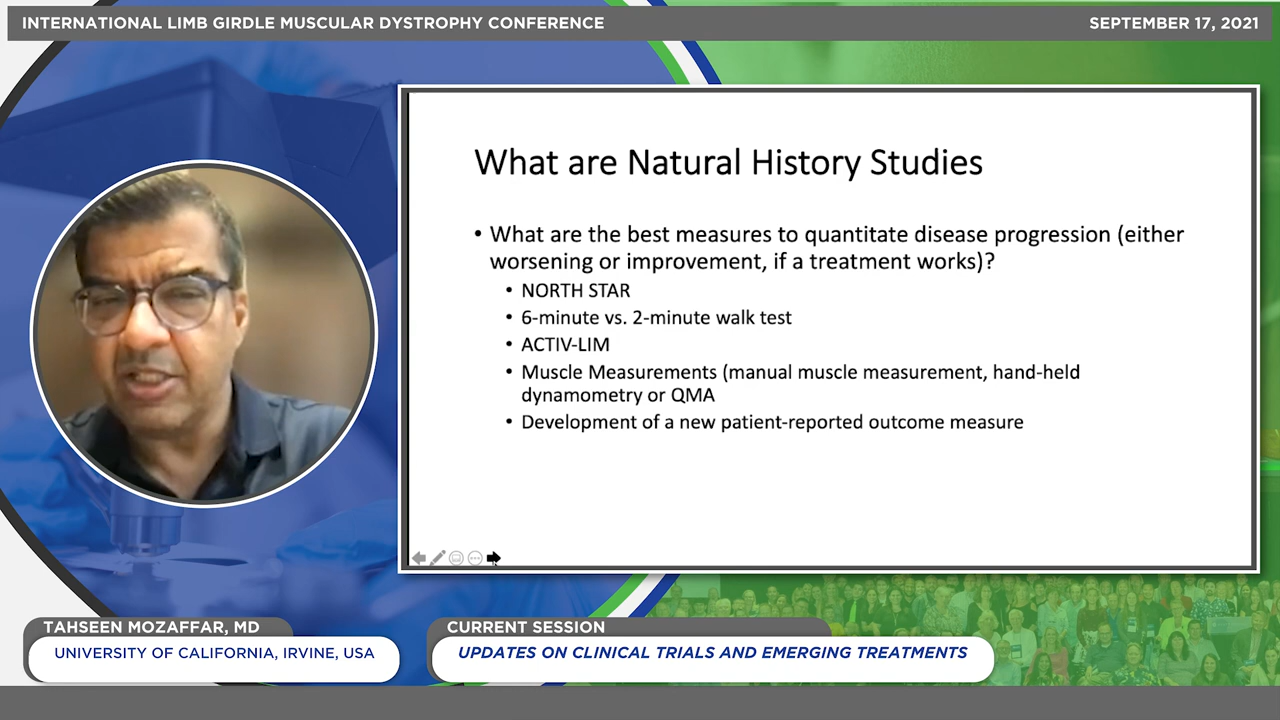 INTERNATIONAL LIMB GIRDLE MUSCULAR DYSTROPHY CONFERENCE
SEPTEMBER 17, 2021
What are Natural History Studies
• What are the best measures to quantitate disease progression (either
worsening or improvement, if a treatment works)?
• NORTH STAR
• 6-minute vs. 2-minute walk test
• ACTIV-LIM
• Muscle Measurements (manual muscle measurement, hand-held
dynamometry or QMA
• Development of a new patient-reported outcome measure
TAHSEEN MOZAFFAR, MD
UNIVERSITY OF CALIFORNIA, IRVINE, USA
CURRENT SESSION
UPDATES ON CLINICAL TRIALS AND EMERGING TREATMENTS